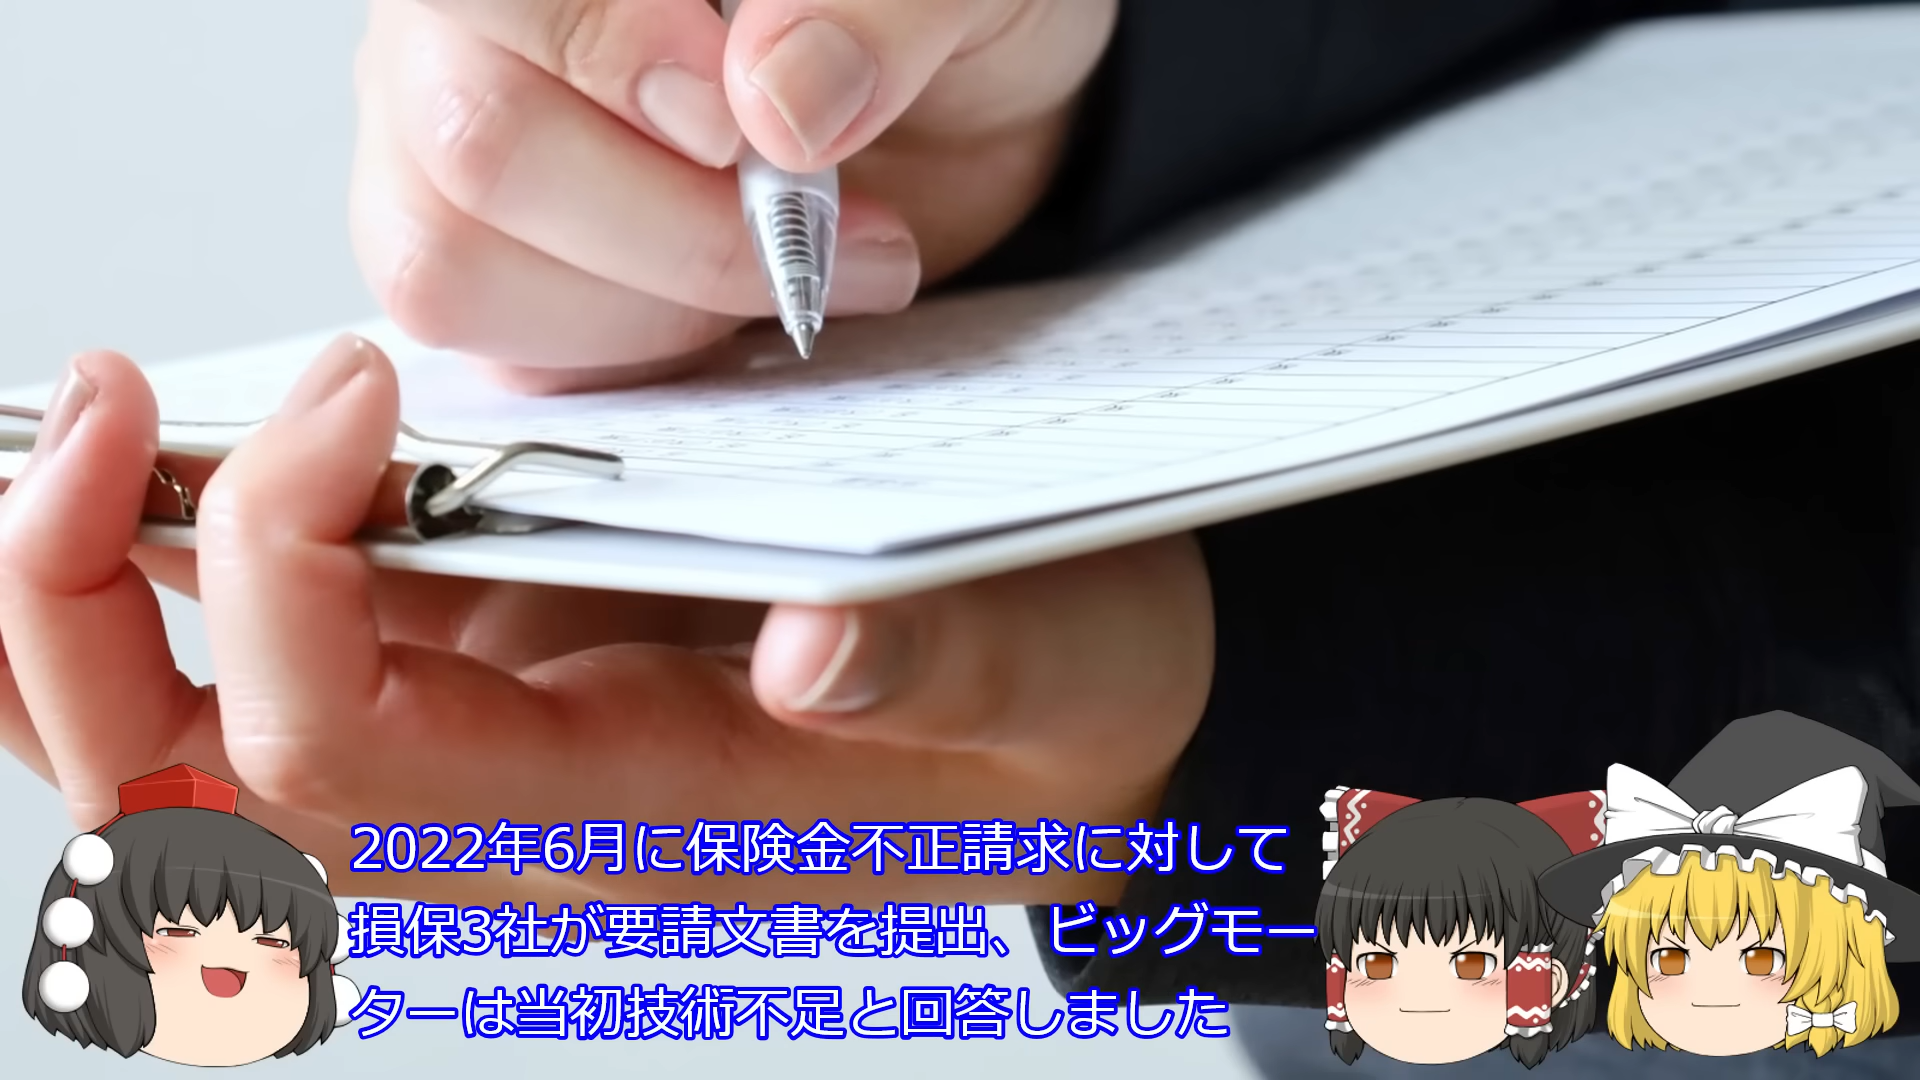 2022年6月に保険金不正請求に対して
損保3社が要請文書を提出、ビッグモー
ターは当初技術不足と回答しました